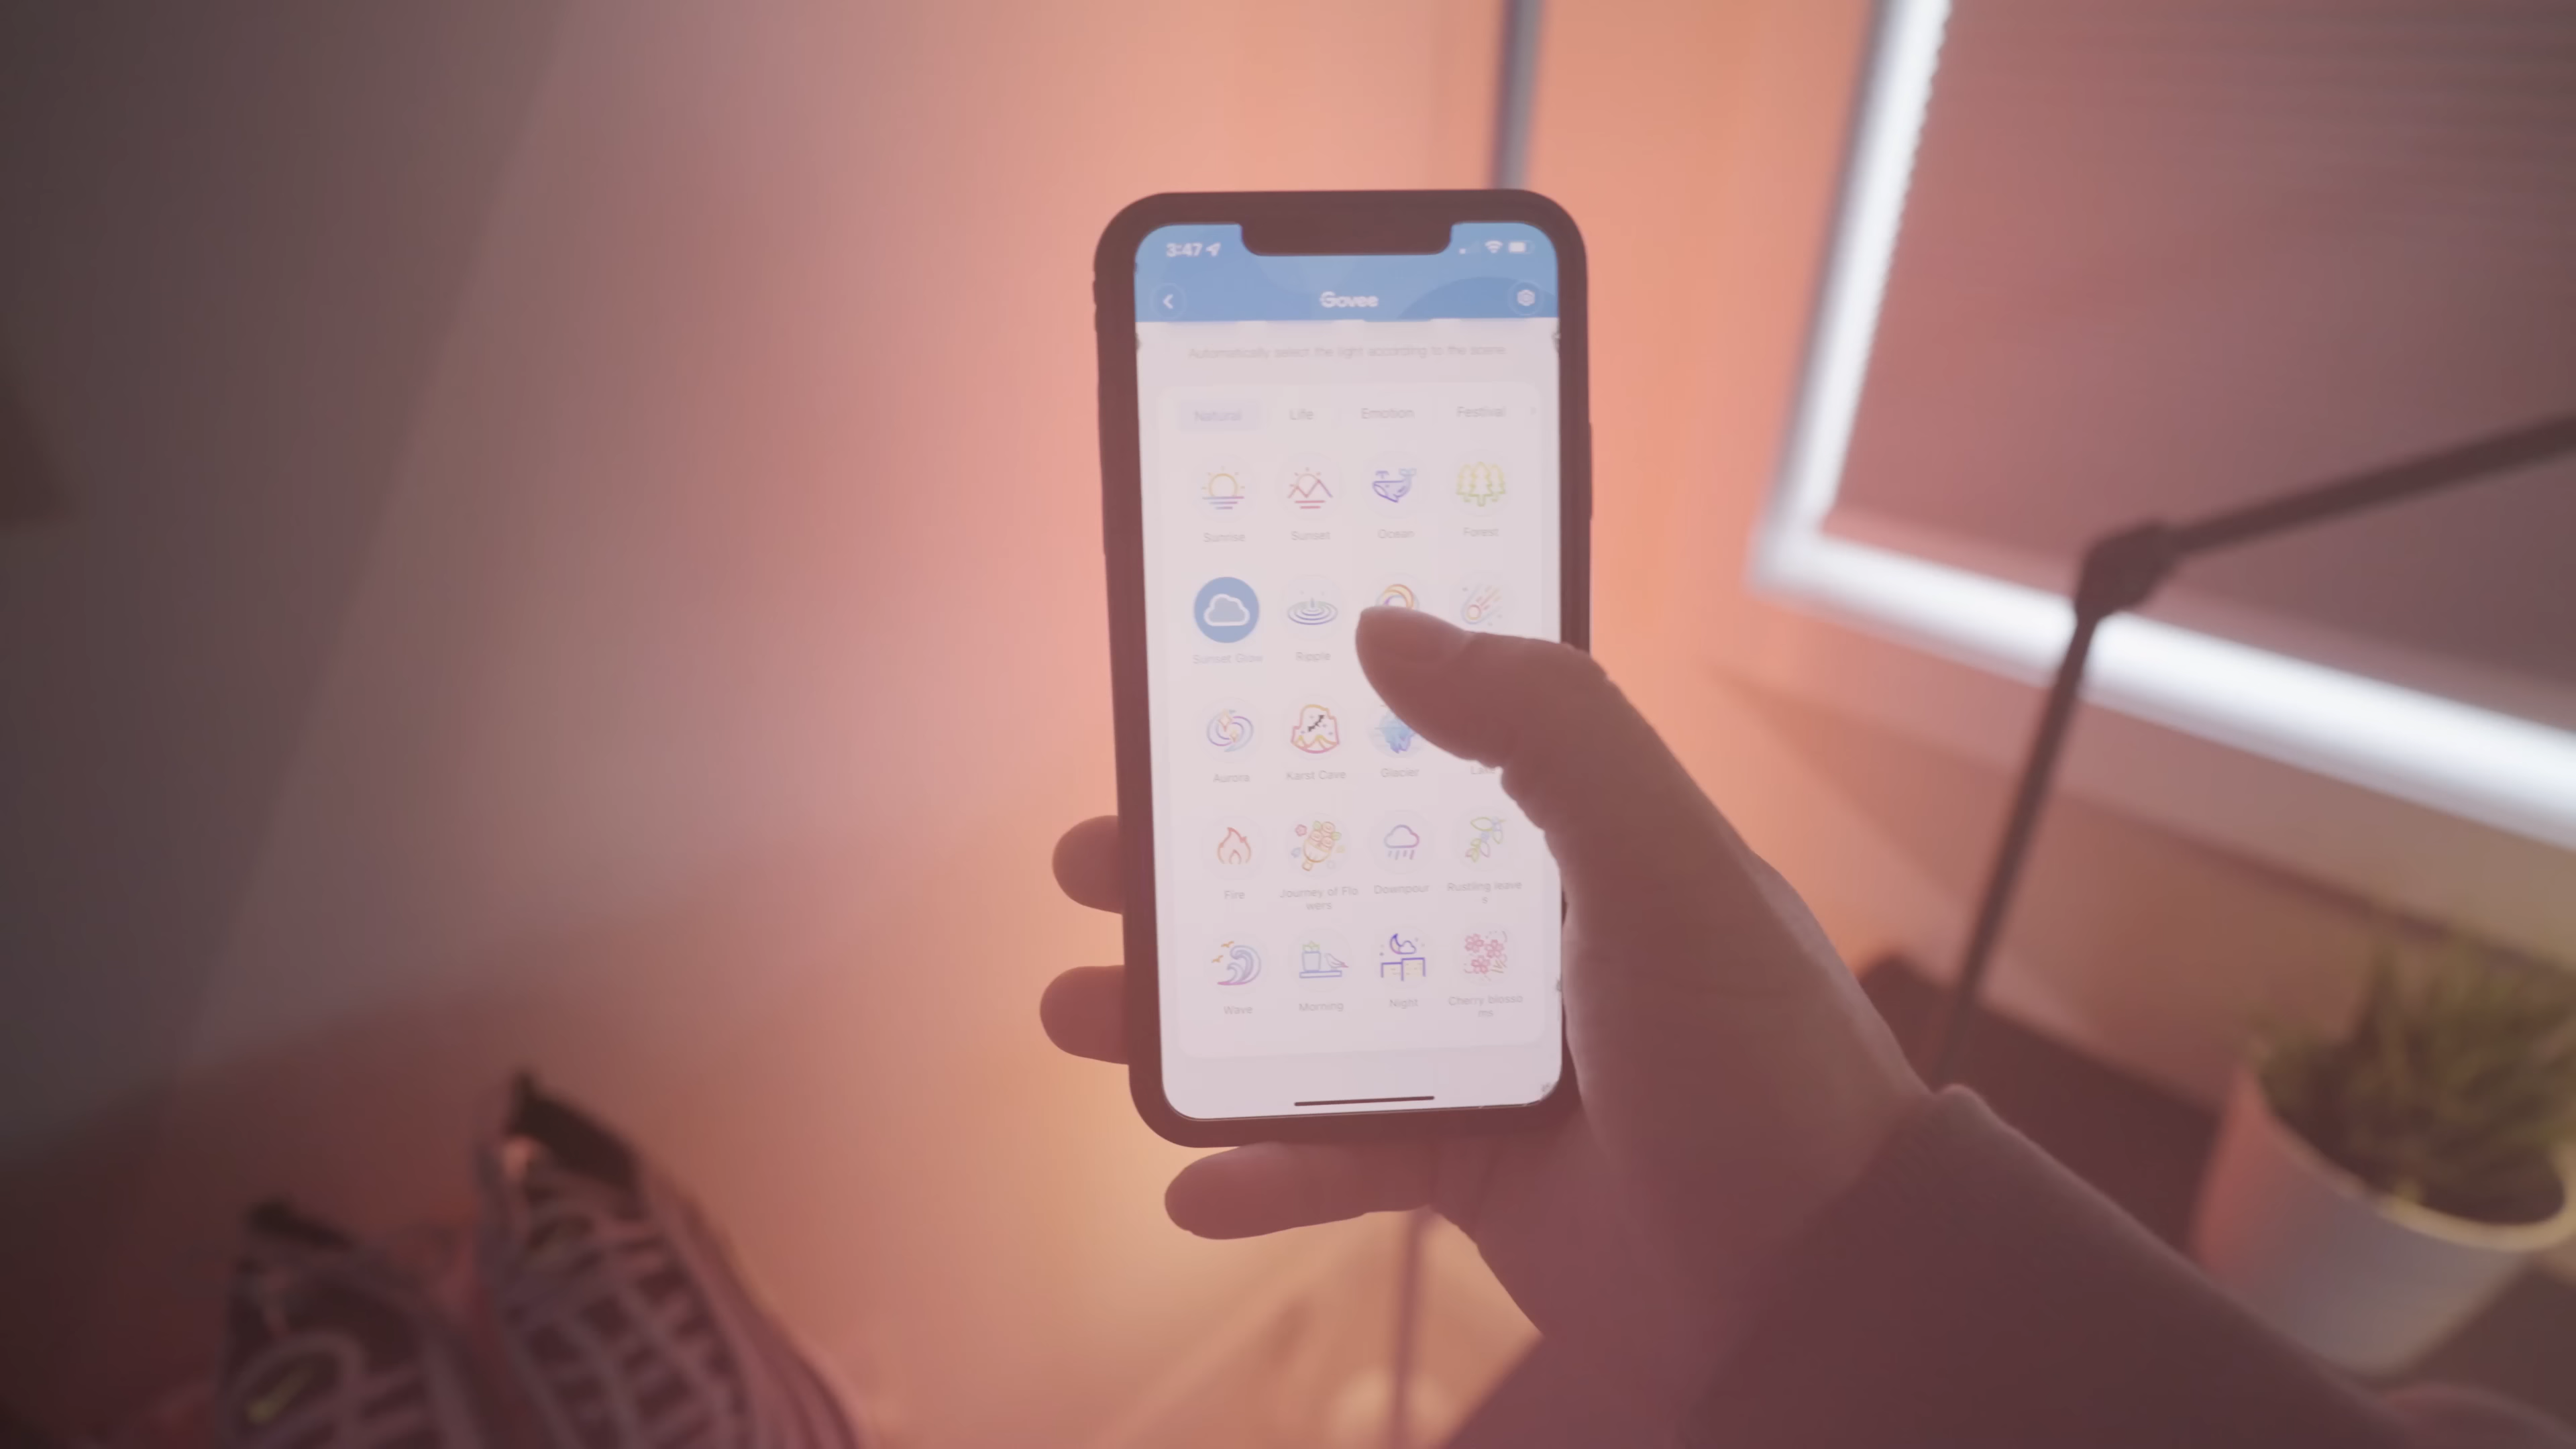 3:47
Govee
Automatically select the light according to the scene
Natural Life Emotion Festival
Sunrise Sunset Ocean Forest
Sunset Glow Ripple
Aurora Karst Cave Glacier
Fire Journey of Flo Downpour Rustling leave
wers s
Wave Morning Night Cherry blosso
ms